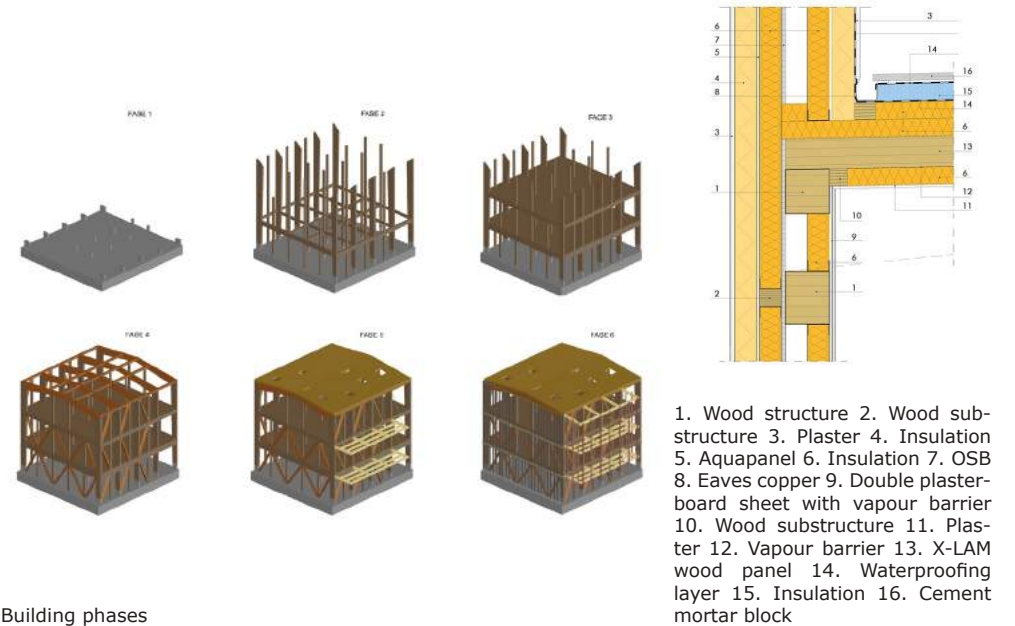 FASE 1
FASE 2
FASE 3
FASE 4
FASE 5
FASE 6
Building phases
6
7
5
4
8
3
1
2
3
14
16
15
14
6
13
6
12
11
10
9
6
1
1. Wood structure 2. Wood sub-
structure 3. Plaster 4. Insulation
5. Aquapanel 6. Insulation 7. OSB
8. Eaves copper 9. Double plaster-
board sheet with vapour barrier
10. Wood substructure 11. Plas-
ter 12. Vapour barrier 13. X-LAM
wood panel 14. Waterproofing
layer 15. Insulation 16. Cement
mortar block